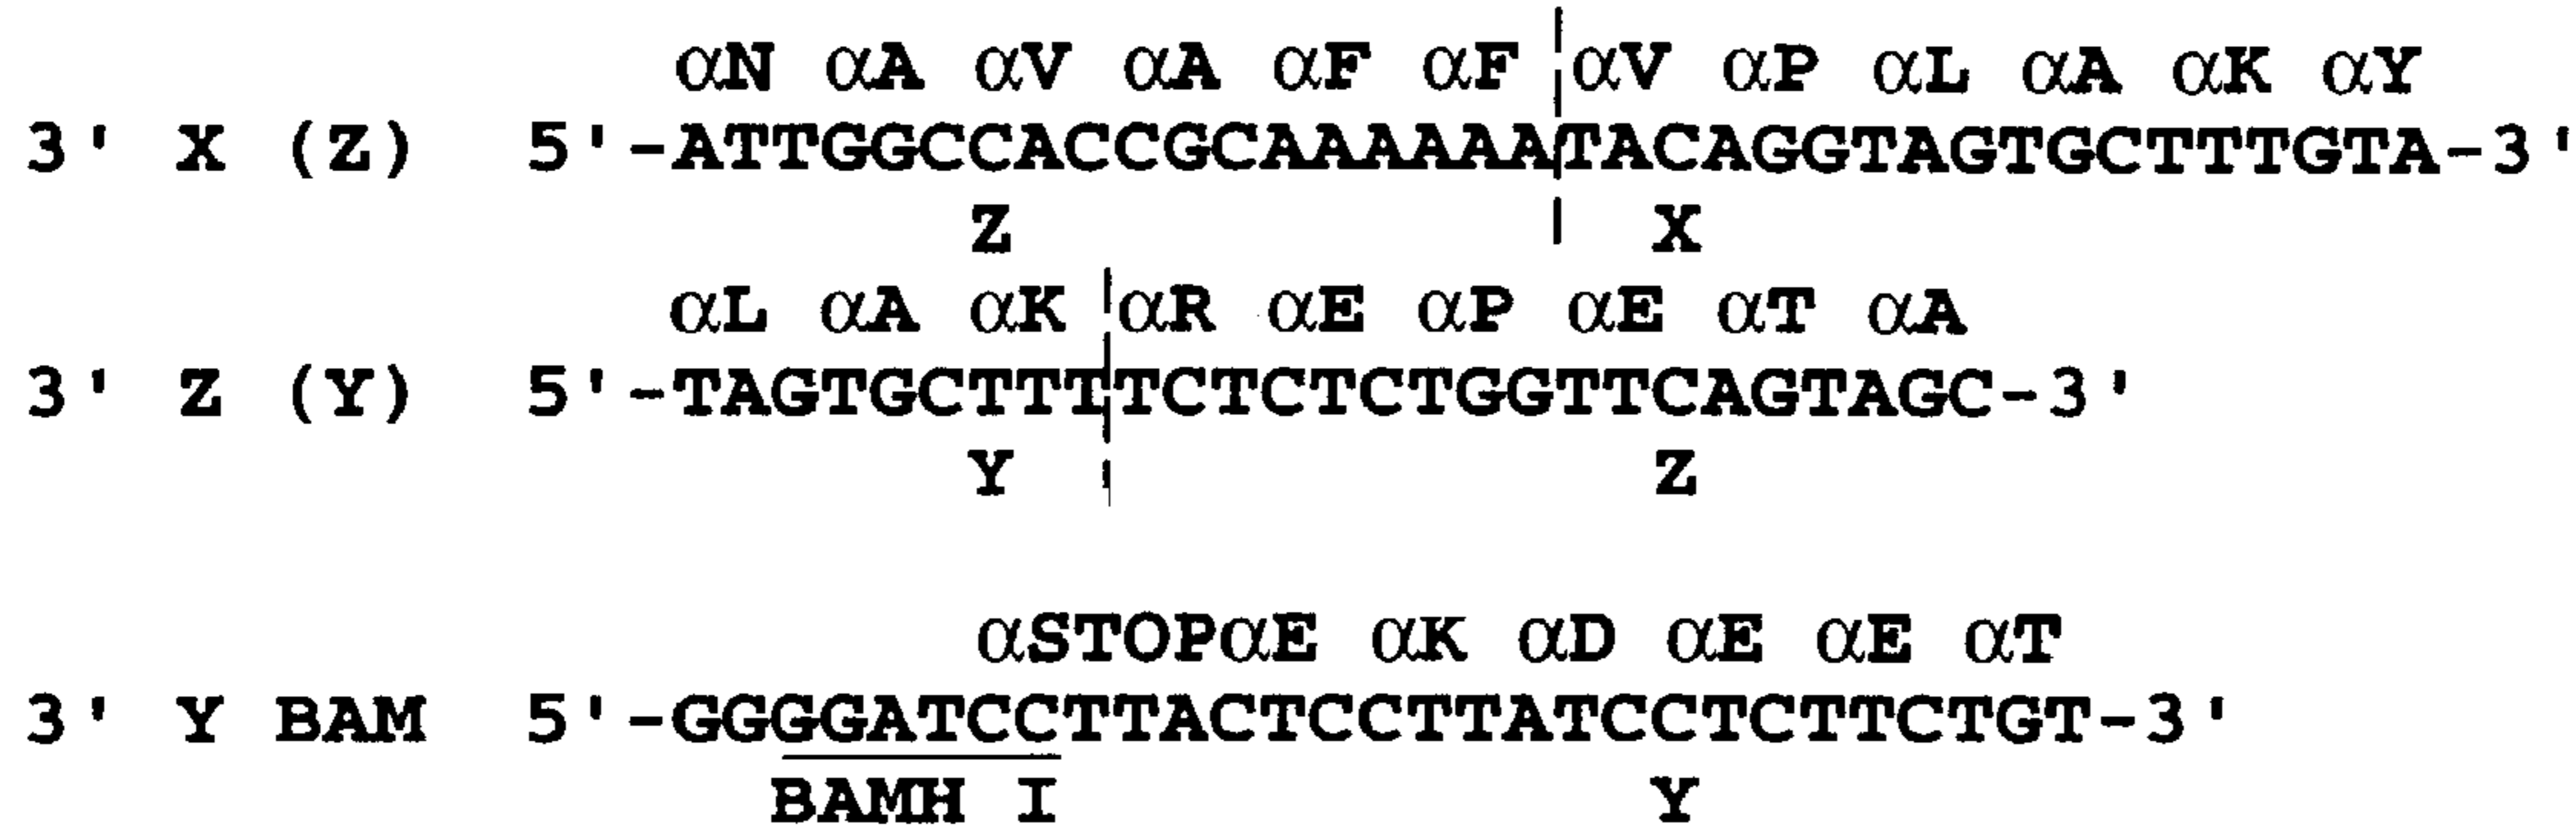 αN αA αV αA αF αF αV αP αL αA αK αY
3' X (Z) 5'-ATTGGCCACCGCAAAAAATACAGGTAGTGCTTTGTA-3'
Z X
αL αA αK αR αE αP αE αT αA
3' Z (Y) 5'-TAGTGCTTTTCTCTCTGGTTCAGTAGC-3'
Y Z
αSTOPαE αK αD αE αE αT
3' Y BAM 5'-GGGGATCCTTACTCCTTATCCTCTTCTGT-3'
BAMH I Y